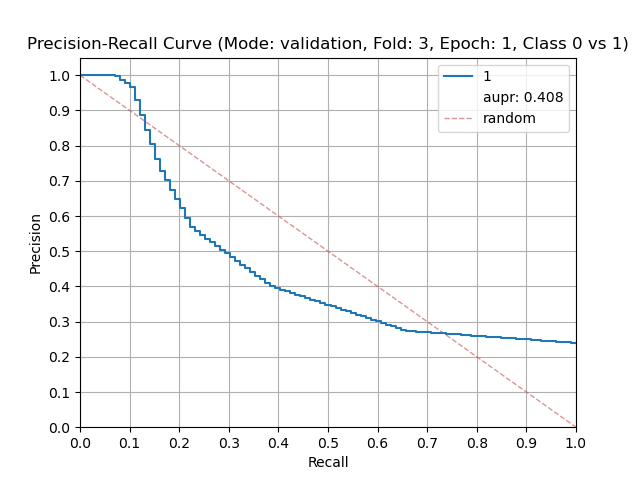 Precision-Recall Curve (Mode: validation, Fold: 3, Epoch: 1, Class 0 vs 1)
1
aupr: 0.408
random
1.0
0.9
0.8
0.7
0.6
0.5
0.4
0.3
0.2
0.1
0.0
Precision
0.0 0.1 0.2 0.3 0.4 0.5 0.6 0.7 0.8 0.9 1.0
Recall